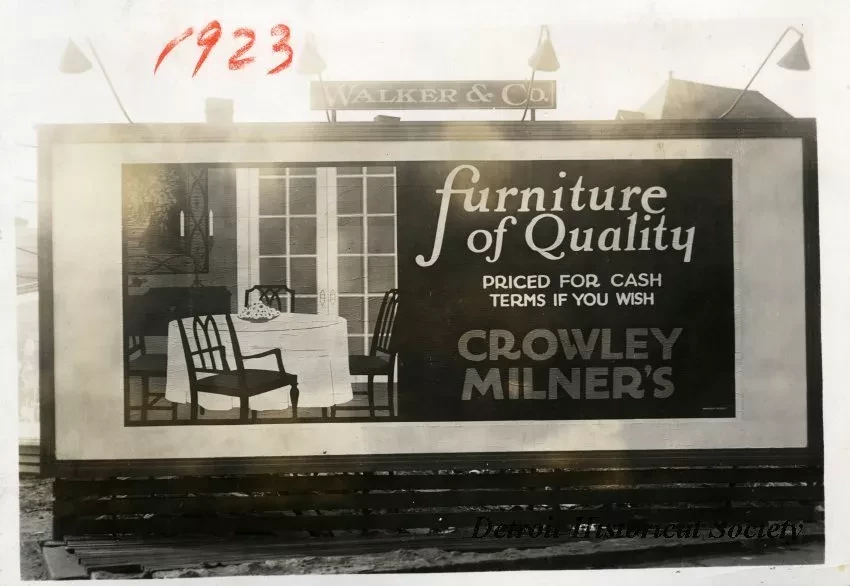 1923
WALKER & CO.
furniture
of Quality
PRICED FOR CASH
TERMS IF YOU WISH
CROWLEY
MILNER'S
Detroit Historical Society